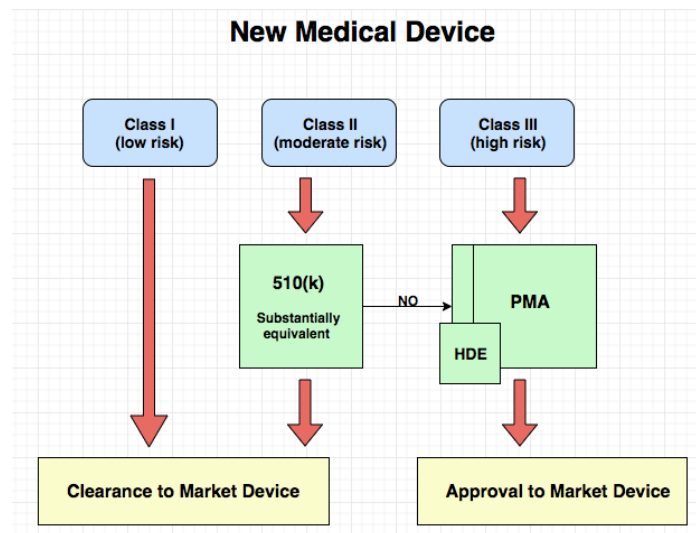 New Medical Device
Class I
(low risk)
Class II
(moderate risk)
Class III
(high risk)
510(k)
Substantially
equivalent
NO
PMA
HDE
Clearance to Market Device
Approval to Market Device